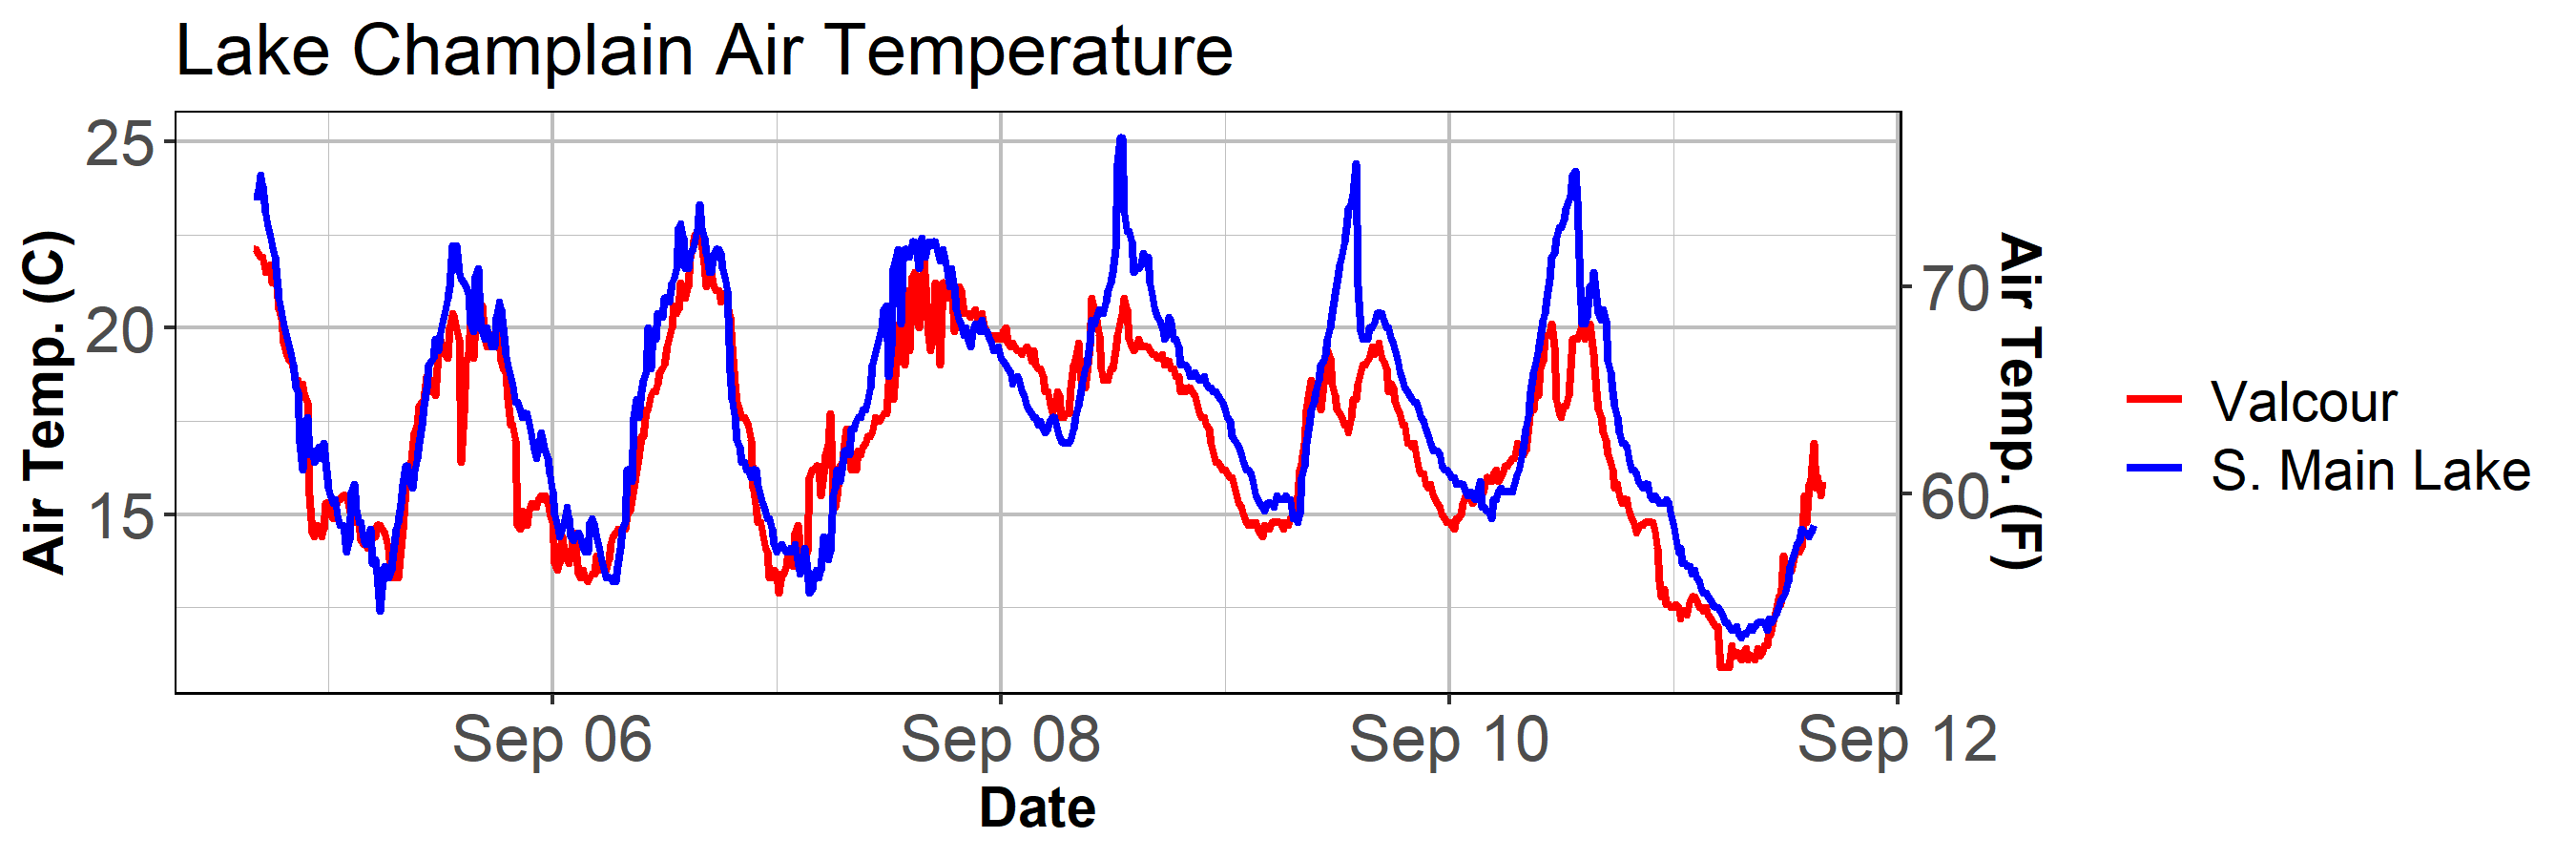 Lake Champlain Air Temperature
Air Temp. (C)
25
20
15
70
60
Air Temp. (F)
Sep 06
Sep 08
Sep 10
Sep 12
Date
Valcour
S. Main Lake